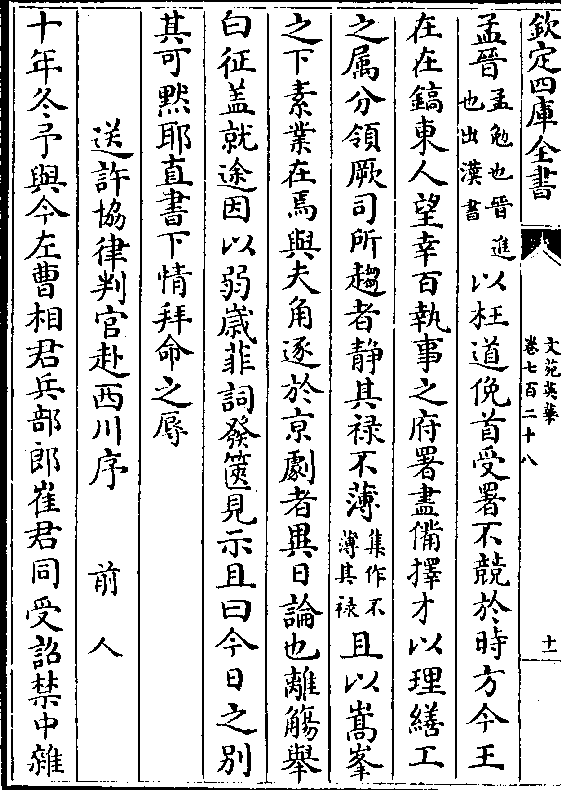 欽定四庫全書
文苑英華
卷七百二十八
十一
孟晉孟勉也晉進也出漢書以枉道俛首受署不競於時方今王
在在鎬東人望幸百執事之府署盡備擇才以理繕工
之屬分領厥司所趨者静其禄不薄集作不薄其禄且以嵩峯
之下素業在焉與夫角逐於京劇者異日論也離觴舉
白征蓋就途因以弱歲菲詞發篋見示且曰今日之别
其可黙耶直書下情拜命之辱
送許協律判官赴西川序 前人
十年冬予與今左曹相君兵部郎崔君同受詔禁中雜